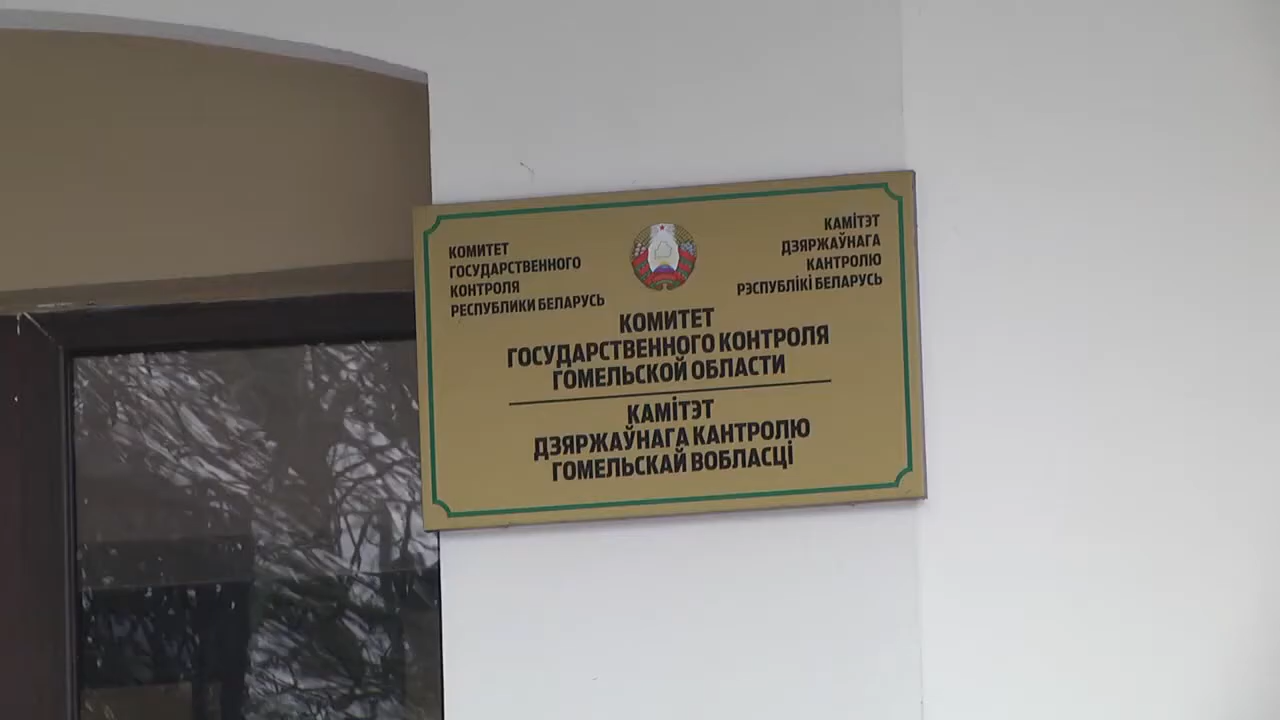 КОМИТЕТ
ГОСУДАРСТВЕННОГО
КОНТРОЛЯ
РЕСПУБЛИКИ БЕЛАРУСЬ
КАМІТЭТ
ДЗЯРЖАЎНАГА
КАНТРОЛЮ
РЭСПУБЛІКІ БЕЛАРУСЬ
КОМИТЕТ
ГОСУДАРСТВЕННОГО КОНТРОЛЯ
ГОМЕЛЬСКОЙ ОБЛАСТИ
КАМІТЭТ
ДЗЯРЖАЎНАГА КАНТРОЛЮ
ГОМЕЛЬСКАЙ ВОБЛАСЦІ